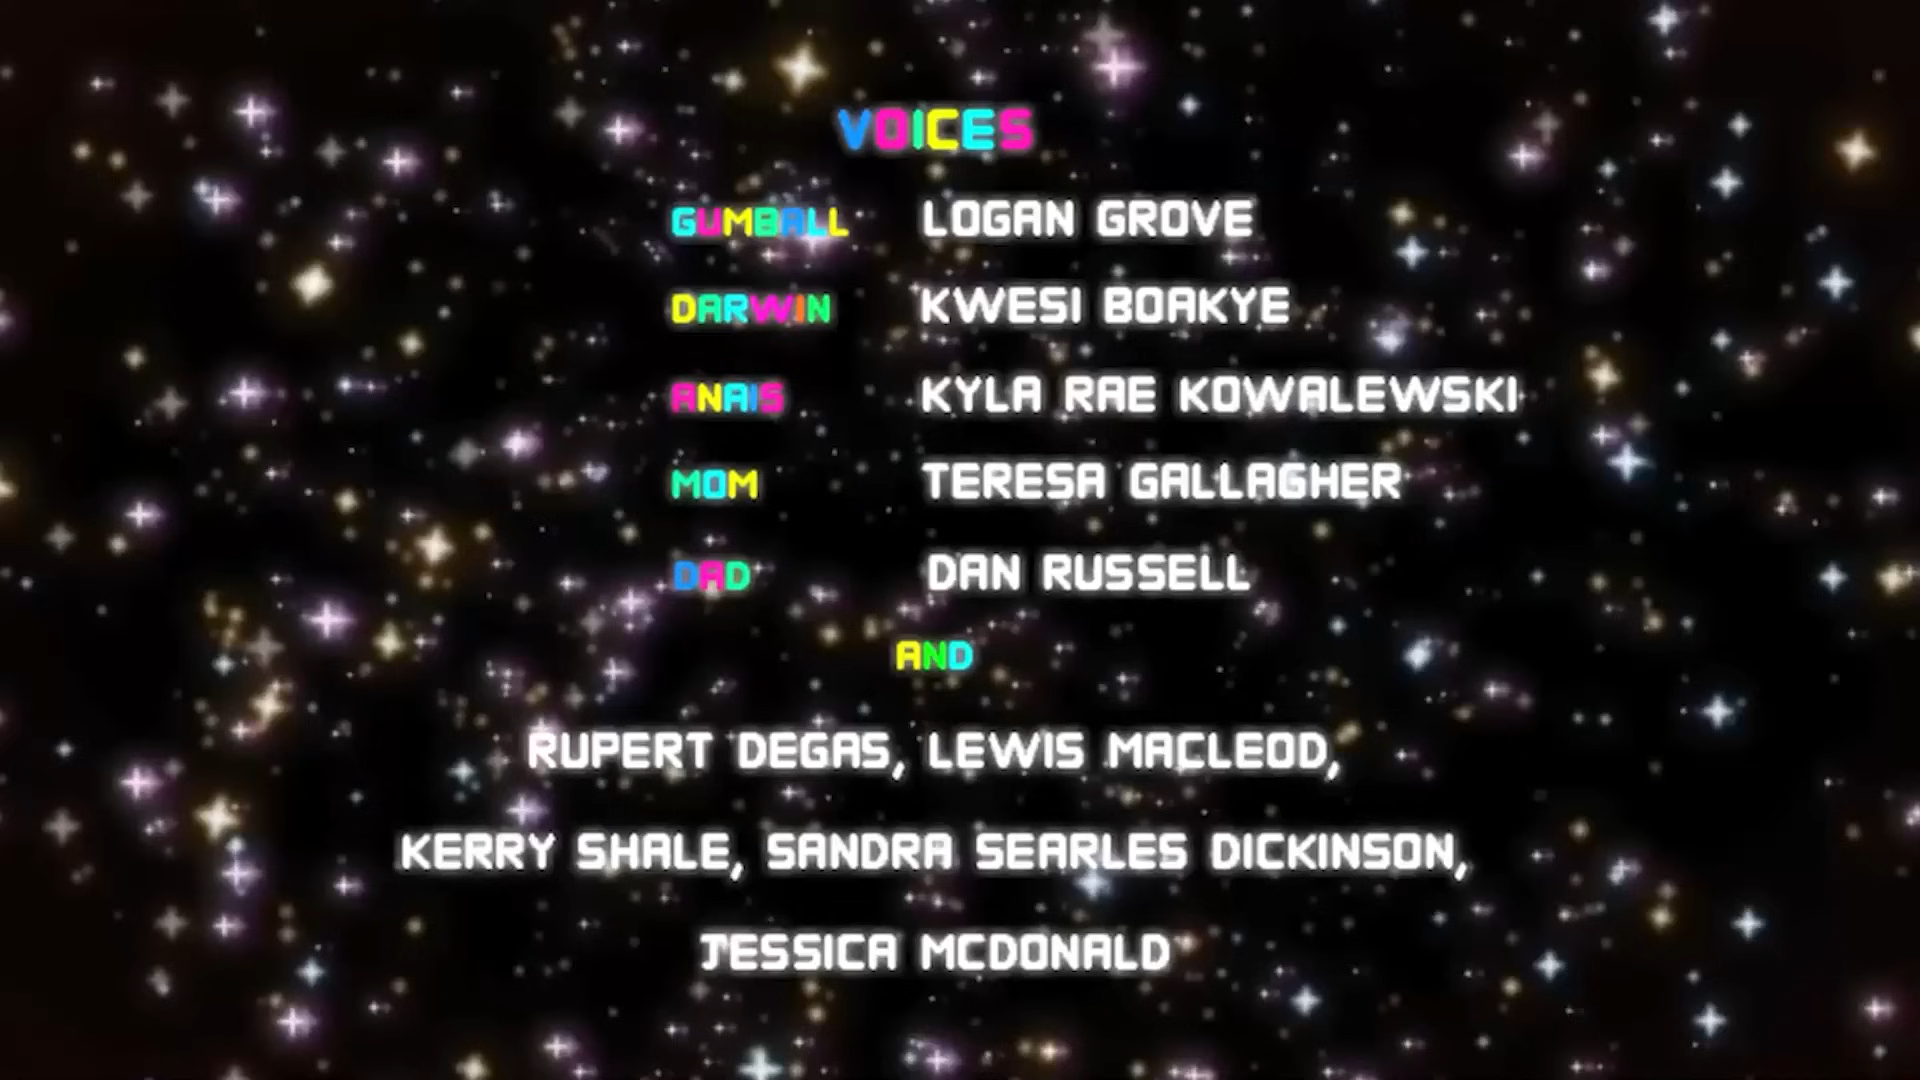 VOICES
GUMBALL LOGAN GROVE
DARWIN KWESI BOAKYE
ANAIS KYLA RAE KOWALEWSKI
MOM TERESA GALLAGHER
DAD DAN RUSSELL
AND
RUPERT DEGAS, LEWIS MACLEOD,
KERRY SHALE, SANDRA SEARLES DICKINSON,
JESSICA MCDONALD